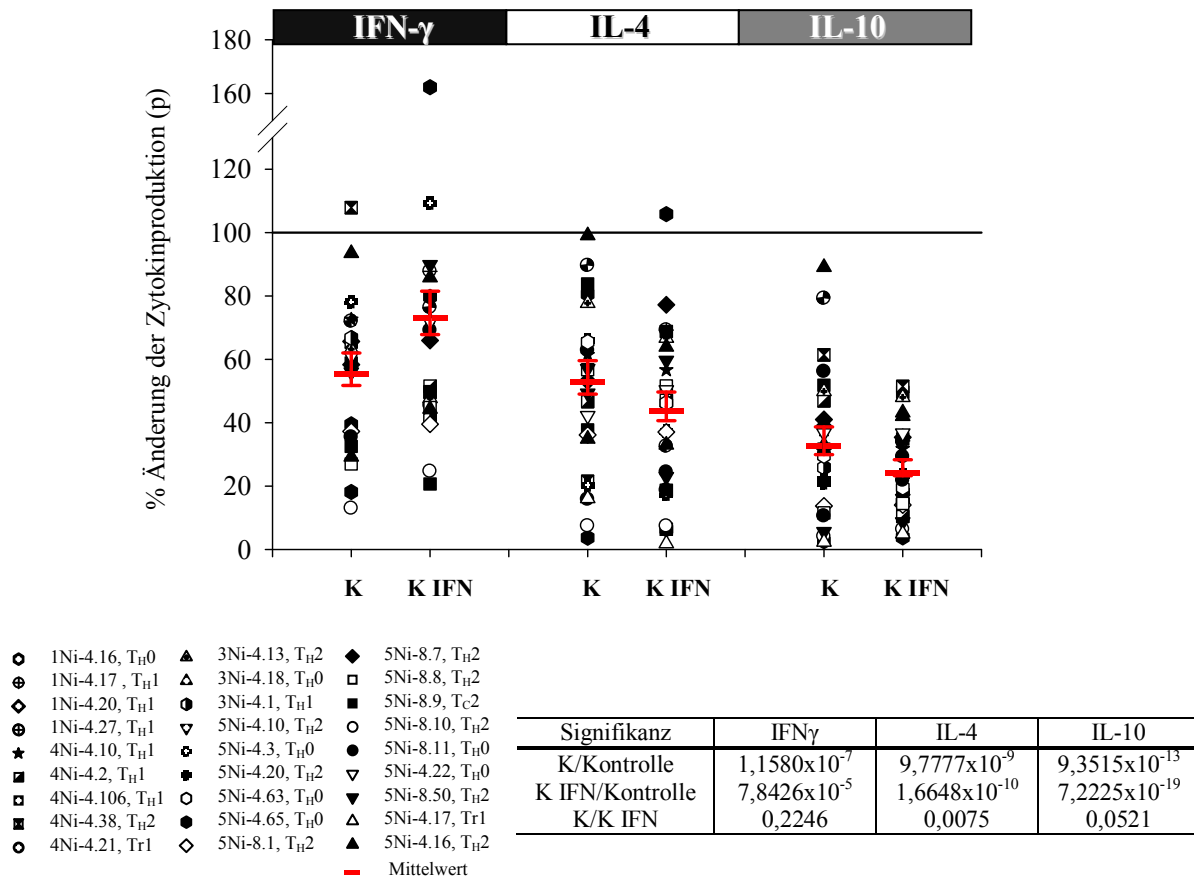 IFN-γ IL-4 IL-10
% Änderung der Zytokinproduktion (p)
180
160
120
100
80
60
40
20
0
K K IFN K K IFN K K IFN
1Ni-4.16, TH0
1Ni-4.17 , TH1
1Ni-4.20, TH1
1Ni-4.27, TH1
4Ni-4.10, TH1
4Ni-4.2, TH1
4Ni-4.106, TH1
4Ni-4.38, TH2
4Ni-4.21, Tr1
3Ni-4.13, TH2
3Ni-4.18, TH0
3Ni-4.1, TH1
5Ni-4.10, TH2
5Ni-4.3, TH0
5Ni-4.20, TH2
5Ni-4.63, TH0
5Ni-4.65, TH0
5Ni-8.1, TH2
5Ni-8.7, TH2
5Ni-8.8, TH2
5Ni-8.9, TC2
5Ni-8.10, TH2
5Ni-8.11, TH0
5Ni-4.22, TH0
5Ni-8.50, TH2
5Ni-4.17, Tr1
5Ni-4.16, TH2
Mittelwert
Signifikanz IFNγ IL-4 IL-10
K/Kontrolle 1,1580x10-7 9,7777x10-9 9,3515x10-13
K IFN/Kontrolle 7,8426x10-5 1,6648x10-10 7,2225x10-19
K/K IFN 0,2246 0,0075 0,0521